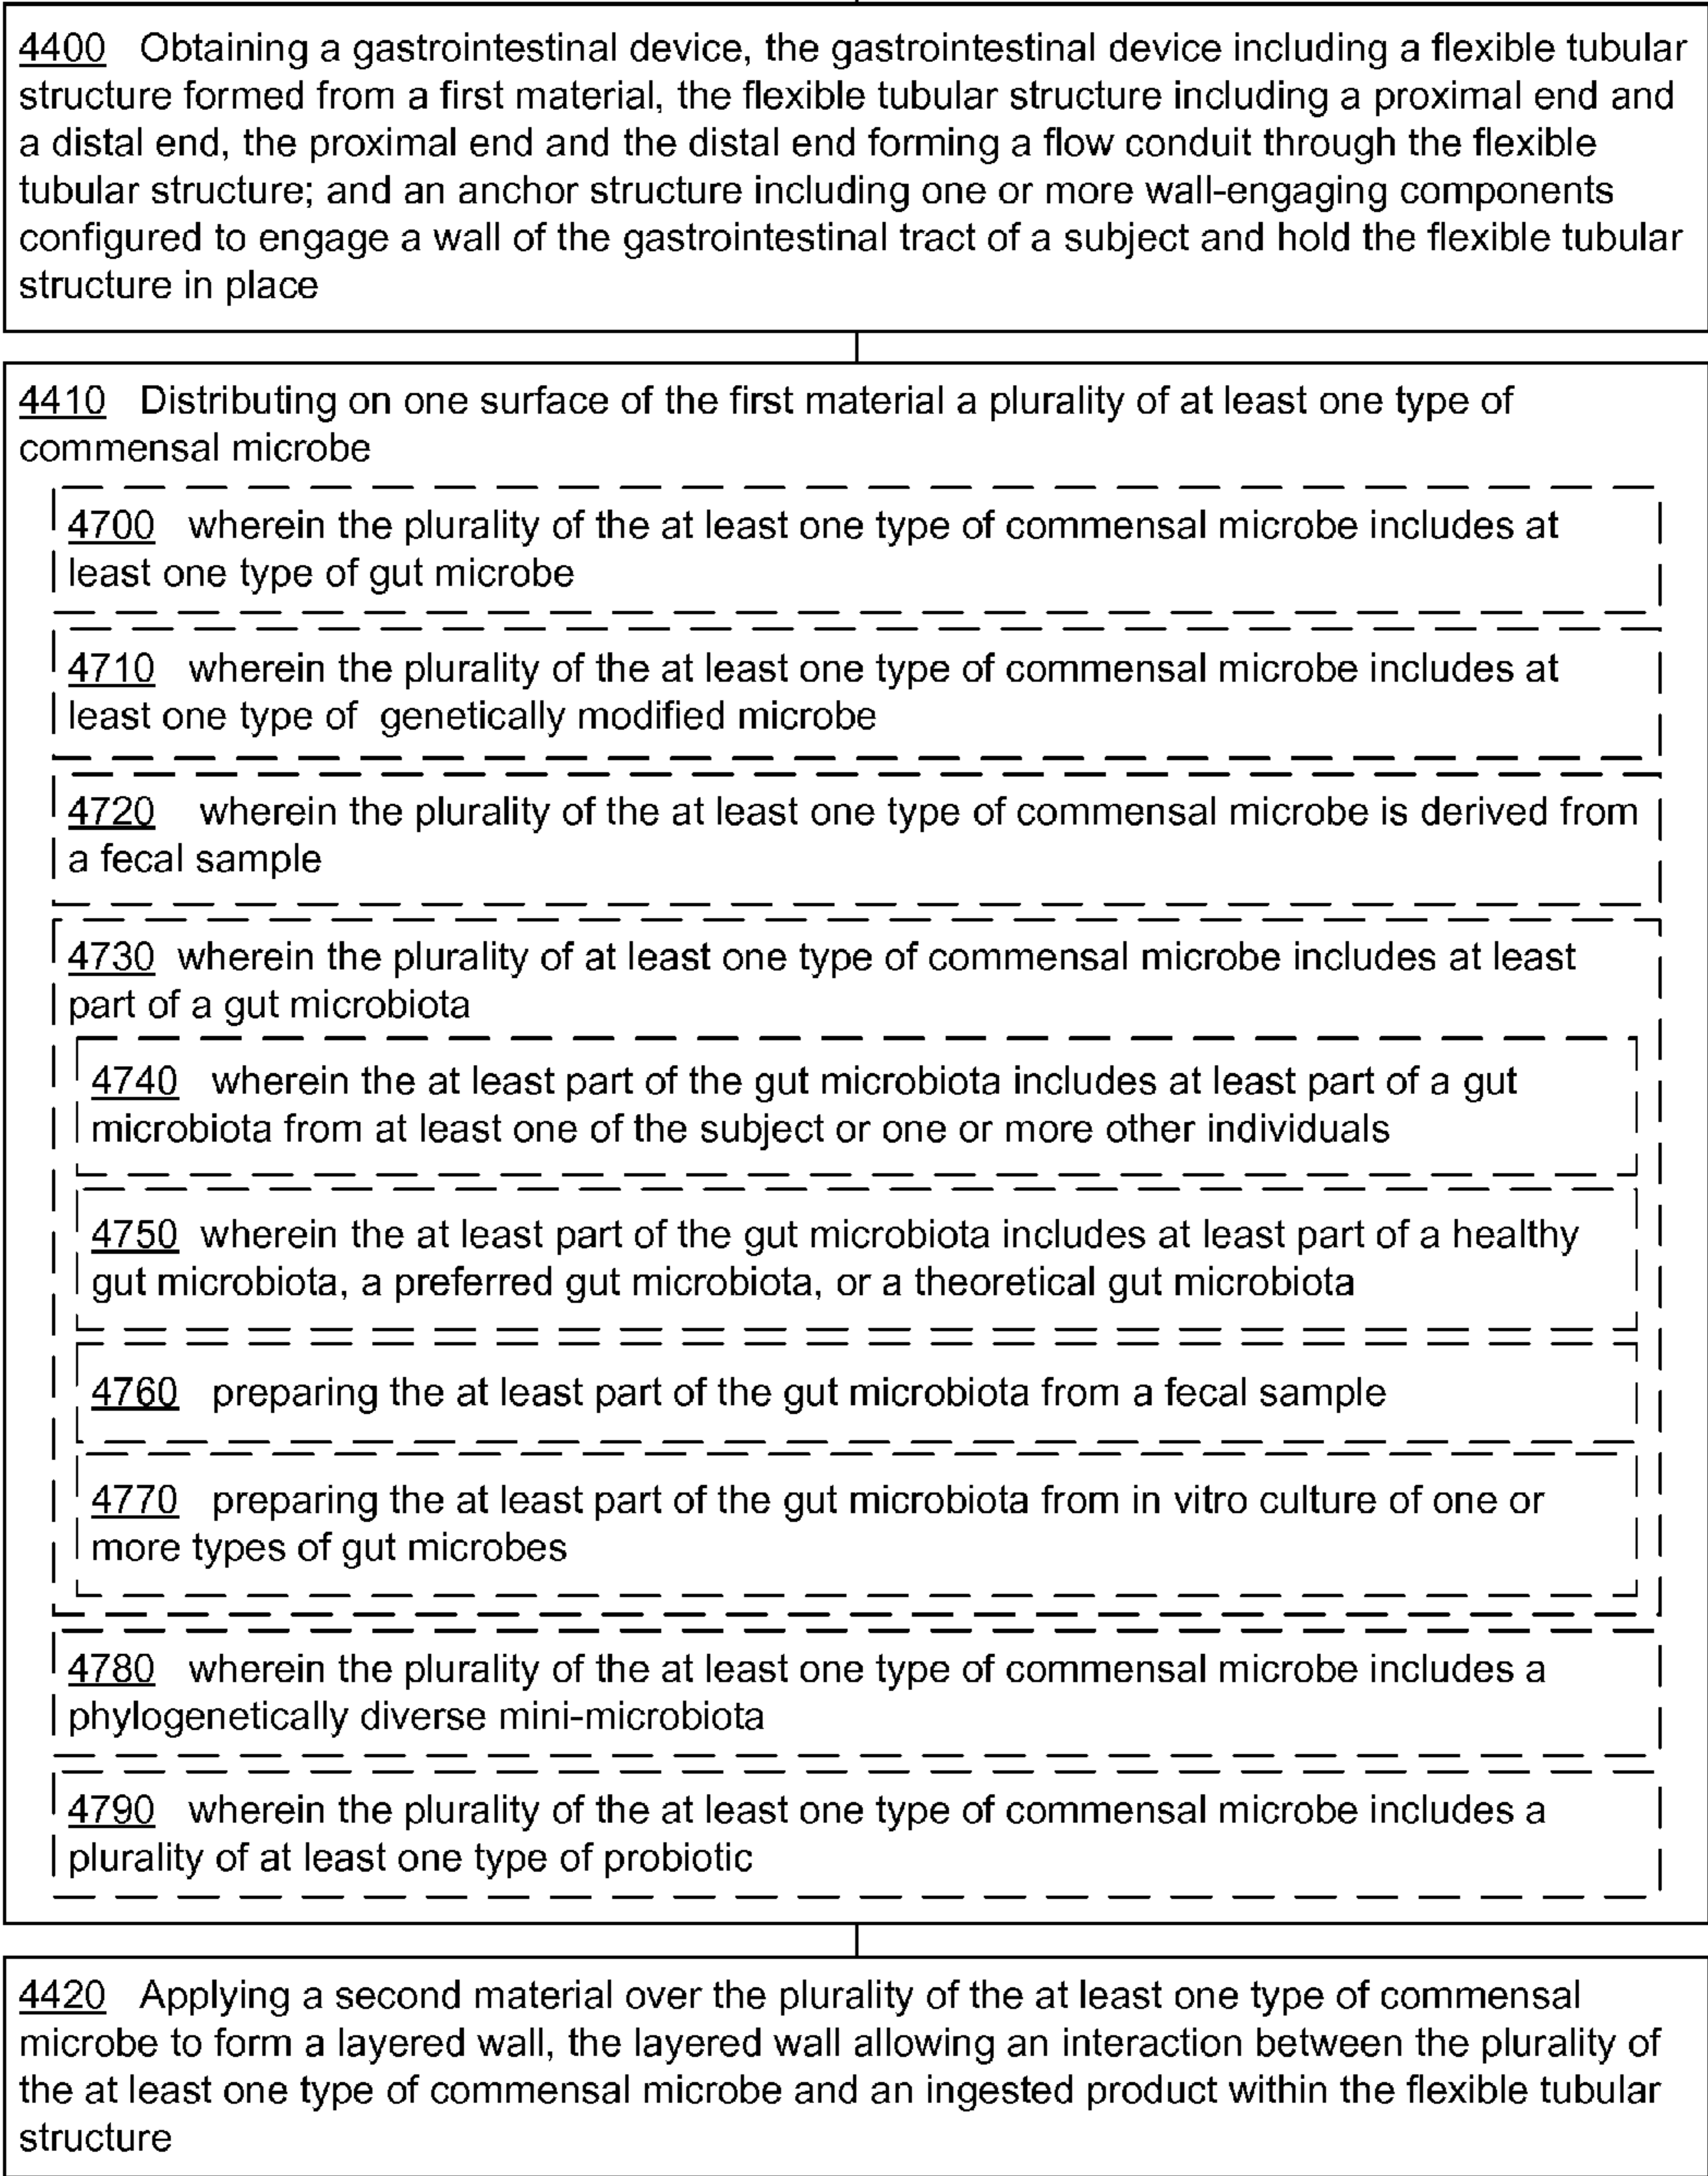 4400 Obtaining a gastrointestinal device, the gastrointestinal device including a flexible tubular
structure formed from a first material, the flexible tubular structure including a proximal end and
a distal end, the proximal end and the distal end forming a flow conduit through the flexible
tubular structure; and an anchor structure including one or more wall-engaging components
configured to engage a wall of the gastrointestinal tract of a subject and hold the flexible tubular
structure in place
4410 Distributing on one surface of the first material a plurality of at least one type of
commensal microbe
4700 wherein the plurality of the at least one type of commensal microbe includes at
least one type of gut microbe
4710 wherein the plurality of the at least one type of commensal microbe includes at
least one type of genetically modified microbe
4720 wherein the plurality of the at least one type of commensal microbe is derived from
a fecal sample
4730 wherein the plurality of at least one type of commensal microbe includes at least
part of a gut microbiota
4740 wherein the at least part of the gut microbiota includes at least part of a gut
microbiota from at least one of the subject or one or more other individuals
4750 wherein the at least part of the gut microbiota includes at least part of a healthy
gut microbiota, a preferred gut microbiota, or a theoretical gut microbiota
4760 preparing the at least part of the gut microbiota from a fecal sample
4770 preparing the at least part of the gut microbiota from in vitro culture of one or
more types of gut microbes
4780 wherein the plurality of the at least one type of commensal microbe includes a
phylogenetically diverse mini-microbiota
4790 wherein the plurality of the at least one type of commensal microbe includes a
plurality of at least one type of probiotic
4420 Applying a second material over the plurality of the at least one type of commensal
microbe to form a layered wall, the layered wall allowing an interaction between the plurality of
the at least one type of commensal microbe and an ingested product within the flexible tubular
structure